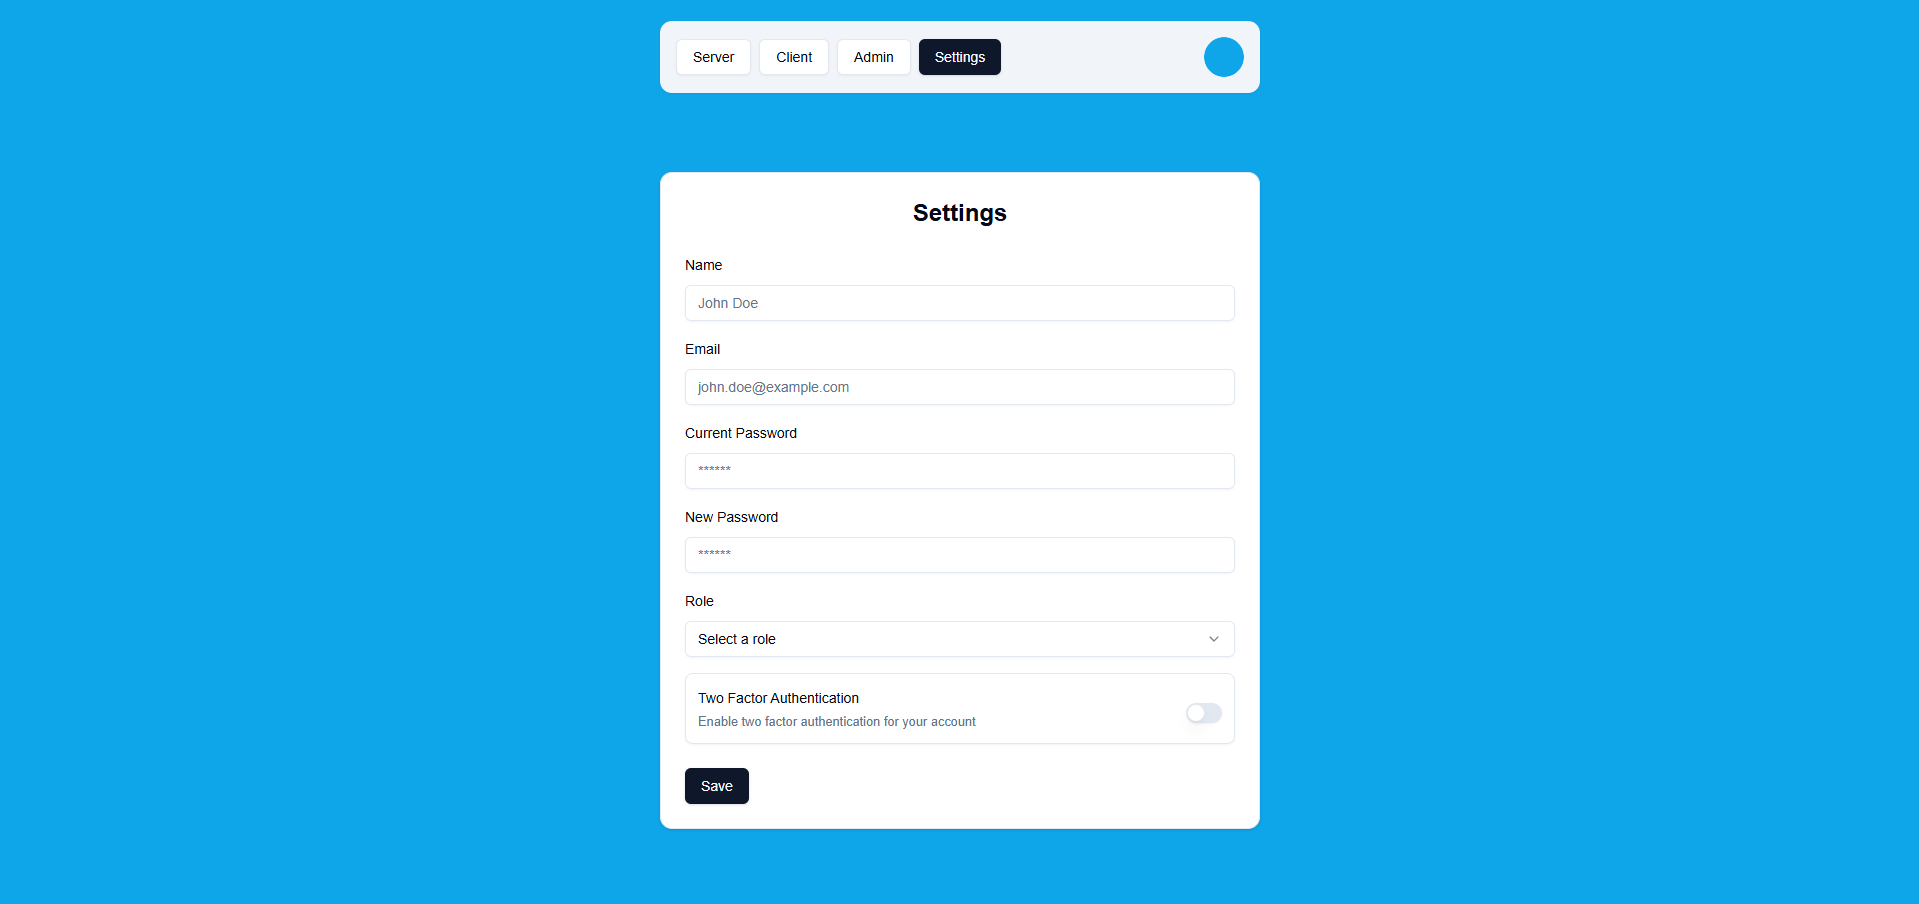 Server Client Admin Settings
Settings
Name
John Doe
Email
john.doe@example.com
Current Password
******
New Password
******
Role
Select a role
Two Factor Authentication
Enable two factor authentication for your account
Save